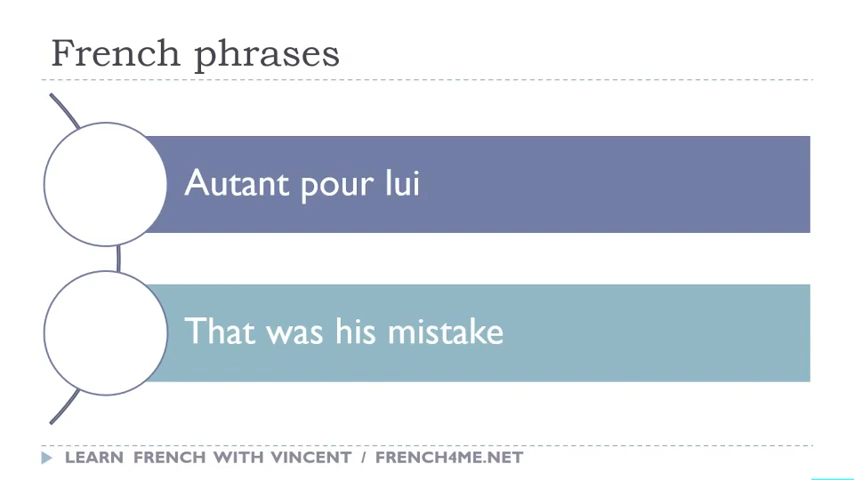 French phrases
Autant pour lui
That was his mistake
LEARN FRENCH WITH VINCENT / FRENCH4ME.NET